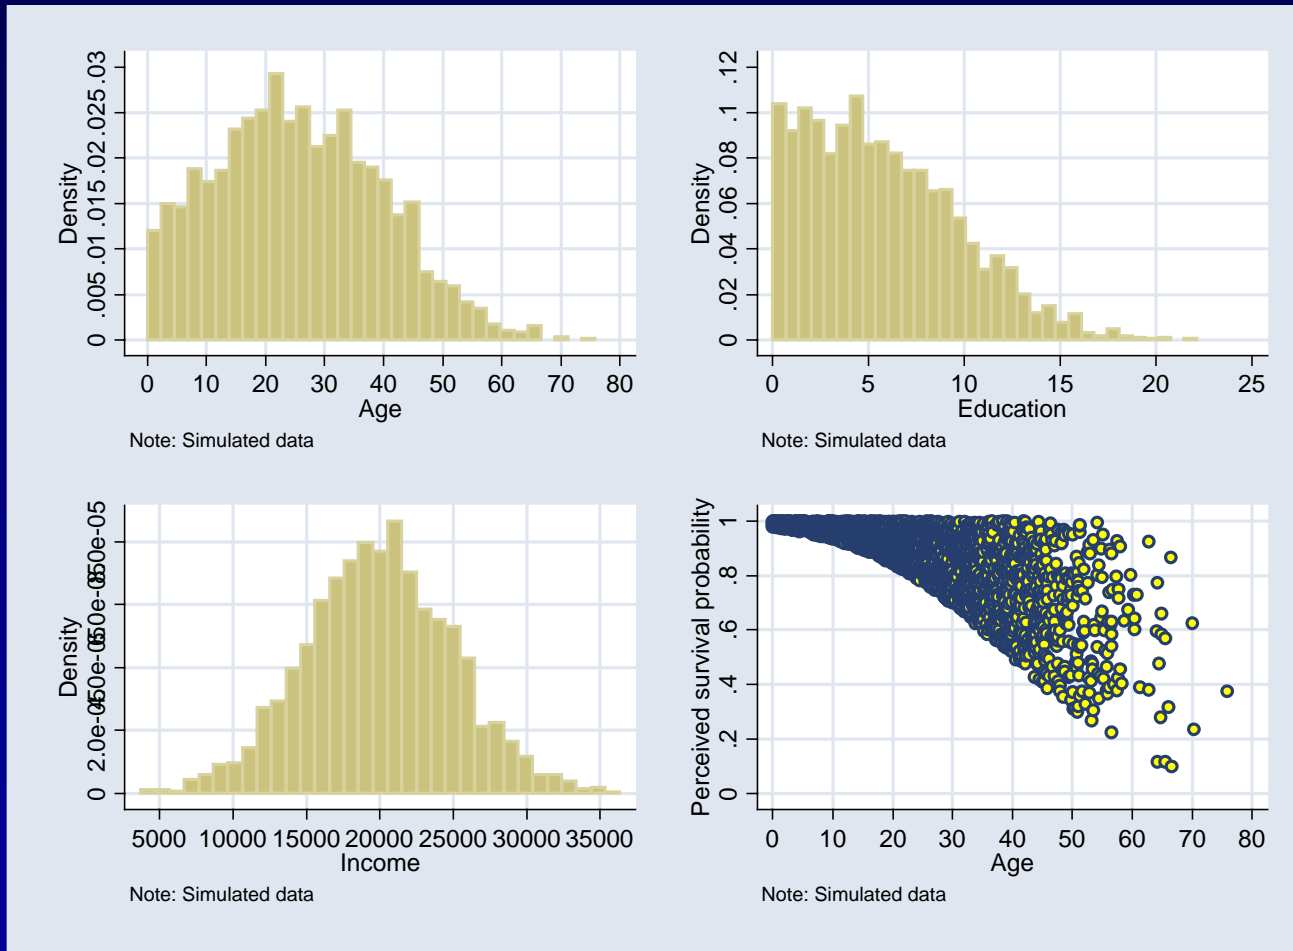 Density
0 .005 .01 .015 .02 .025 .03
0 10 20 30 40 50 60 70 80
Age
Note: Simulated data
Density
0 .02 .04 .06 .08 .1 .12
0 5 10 15 20 25
Education
Note: Simulated data
Density
0 2.0e-05
5000 10000 15000 20000 25000 30000 35000
Income
Note: Simulated data
Perceived survival probability
0 .2 .4 .6 .8 1
0 10 20 30 40 50 60 70 80
Age
Note: Simulated data